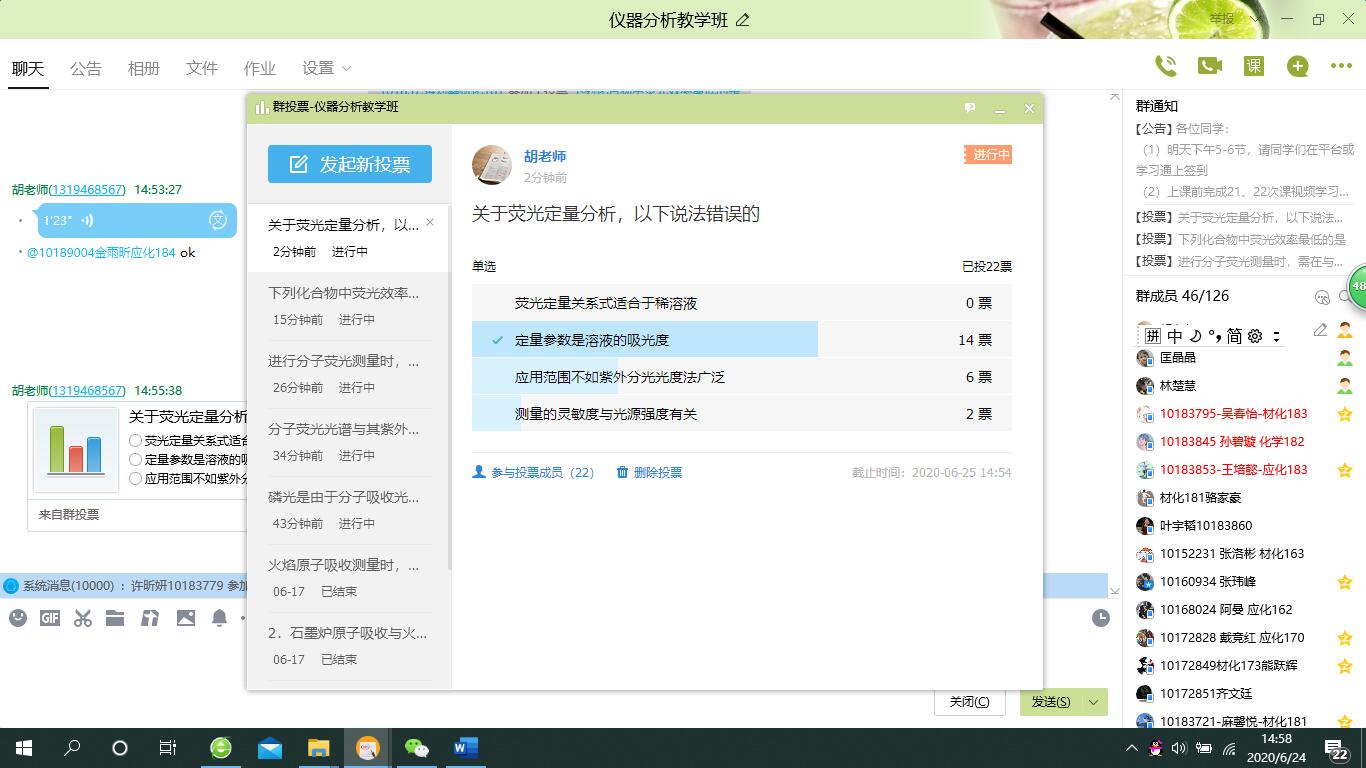 仪器分析教学班
举报
聊天 公告 相册 文件 作业 设置
课
群投票-仪器分析教学班
发起新投票
关于荧光定量分析，以...
2分钟前 进行中
下列化合物中荧光效率...
15分钟前 进行中
进行分子荧光测量时，...
26分钟前 进行中
分子荧光光谱与其紫外...
34分钟前 进行中
磷光是由于分子吸收光...
43分钟前 进行中
火焰原子吸收测量时，...
06-17 已结束
2．石墨炉原子吸收与火...
06-17 已结束
胡老师
2分钟前
进行中
关于荧光定量分析，以下说法错误的
单选 已投22票
荧光定量关系式适合于稀溶液 0 票
定量参数是溶液的吸光度 14 票
应用范围不如紫外分光光度法广泛 6 票
测量的灵敏度与光源强度有关 2 票
参与投票成员（22） 删除投票 截止时间：2020-06-25 14:54
胡老师(1319468567) 14:53:27
1'23" 文
@10189004金雨昕应化184 ok
胡老师(1319468567) 14:55:38
关于荧光定量分析
荧光定量关系式适合
定量参数是溶液的
应用范围不如紫外分
来自群投票
系统消息(10000) ：许昕妍10183779 参加
GIF
关闭(C) 发送(S)
群通知
【公告】各位同学：
（1）明天下午5-6节，请同学们在平台或
学习通上签到
（2）上课前完成21、22次课视频学习...
【投票】关于荧光定量分析，以下说法...
【投票】下列化合物中荧光效率最低的是
【投票】进行分子荧光测量时，需在与...
48
群成员 46/126
拼 中 简
匡晶晶
林楚慧
10183795-吴春怡-材化183
10183845 孙碧璇 化学182
10183853-王培懿-应化183
材化181骆家豪
叶宇韬10183860
10152231 张洛彬 材化163
10160934 张玮峰
10168024 阿曼 应化162
10172828 戴竞红 应化170
10172849材化173熊跃辉
10172851齐文廷
10183721-麻馨悦-材化181
14:58
2020/6/24
22